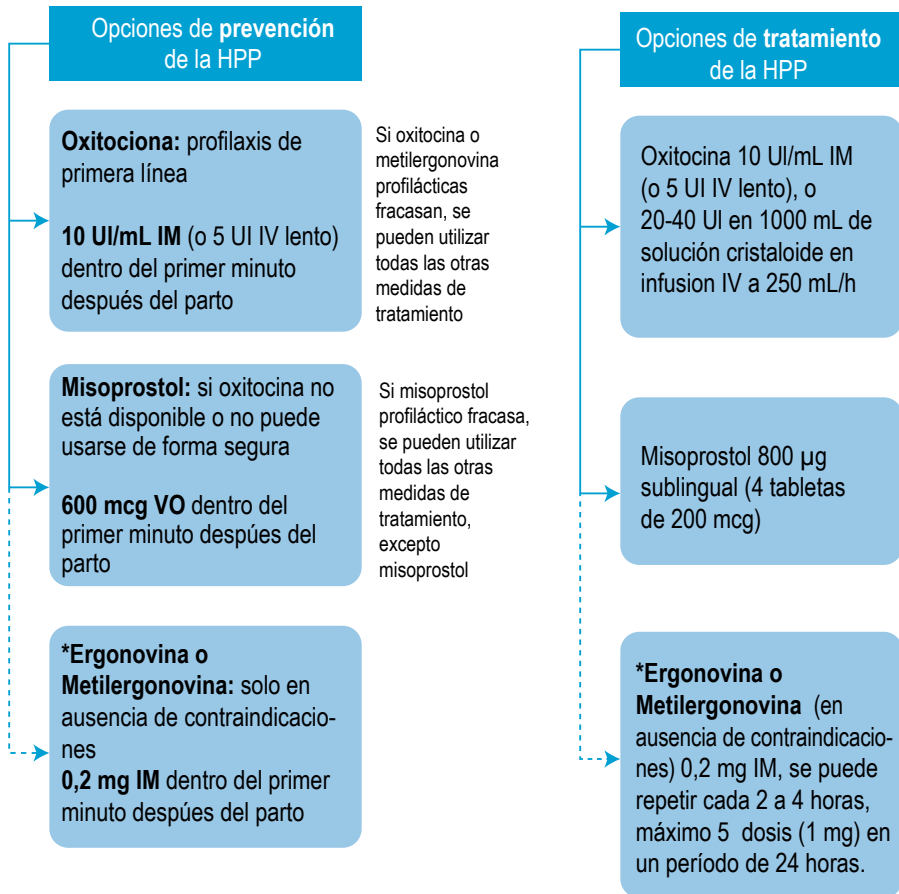 Opciones de prevención
de la HPP
Oxitociona: profilaxis de
primera línea
10 UI/mL IM (o 5 UI IV lento)
dentro del primer minuto
después del parto
Si oxitocina o
metilergonovina
profilácticas
fracasan, se
pueden utilizar
todas las otras
medidas de
tratamiento
Misoprostol: si oxitocina no
está disponible o no puede
usarse de forma segura
600 mcg VO dentro del
primer minuto despúes del
parto
Si misoprostol
profiláctico fracasa,
se pueden utilizar
todas las otras
medidas de
tratamiento,
excepto
misoprostol
*Ergonovina o
Metilergonovina: solo en
ausencia de contraindicacio-
nes
0,2 mg IM dentro del primer
minuto despúes del parto
Opciones de tratamiento
de la HPP
Oxitocina 10 UI/mL IM
(o 5 UI IV lento), o
20-40 UI en 1000 mL de
solución cristaloide en
infusion IV a 250 mL/h
Misoprostol 800 µg
sublingual (4 tabletas
de 200 mcg)
*Ergonovina o
Metilergonovina (en
ausencia de contraindicacio-
nes) 0,2 mg IM, se puede
repetir cada 2 a 4 horas,
máximo 5 dosis (1 mg) en
un período de 24 horas.